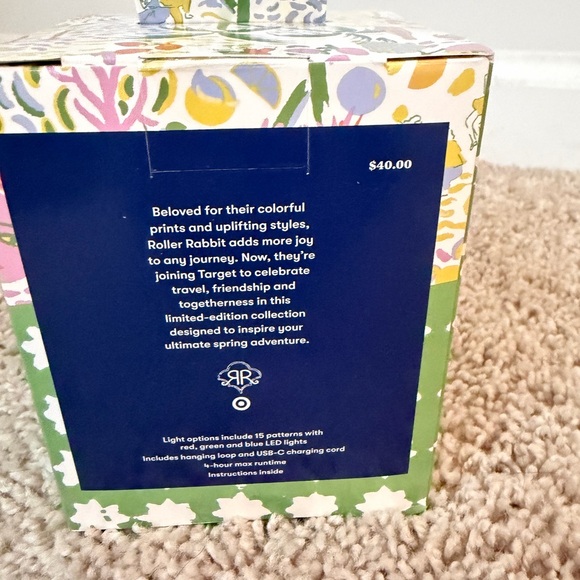 $40.00
Beloved for their colorful
prints and uplifting styles,
Roller Rabbit adds more joy
to any journey. Now, they're
joining Target to celebrate
travel, friendship and
togetherness in this
limited-edition collection
designed to inspire your
ultimate spring adventure.
RR
Light options include 15 patterns with
red, green and blue LED lights
Includes hanging loop and USB-C charging cord
4-hour max runtime
Instructions inside